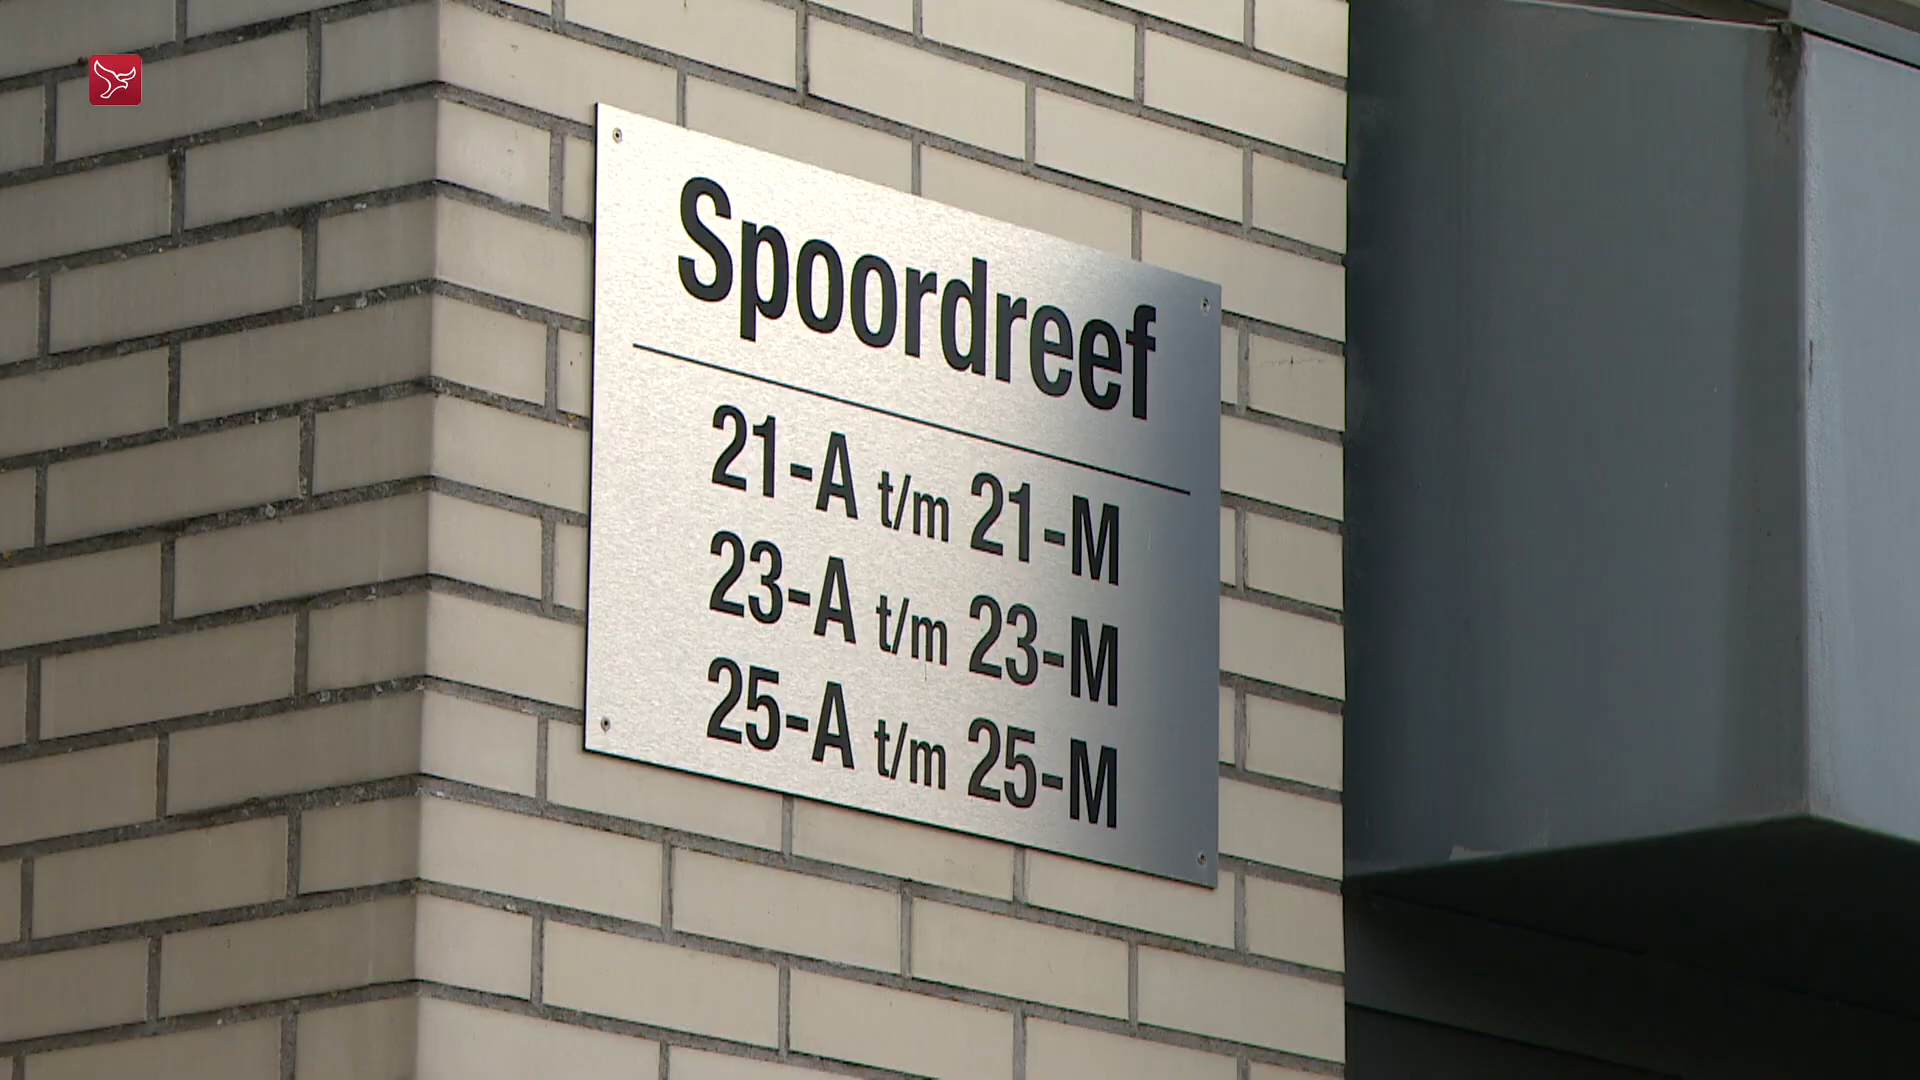 Spoordreef
21-A t/m 21-M
23-A t/m 23-M
25-A t/m 25-M